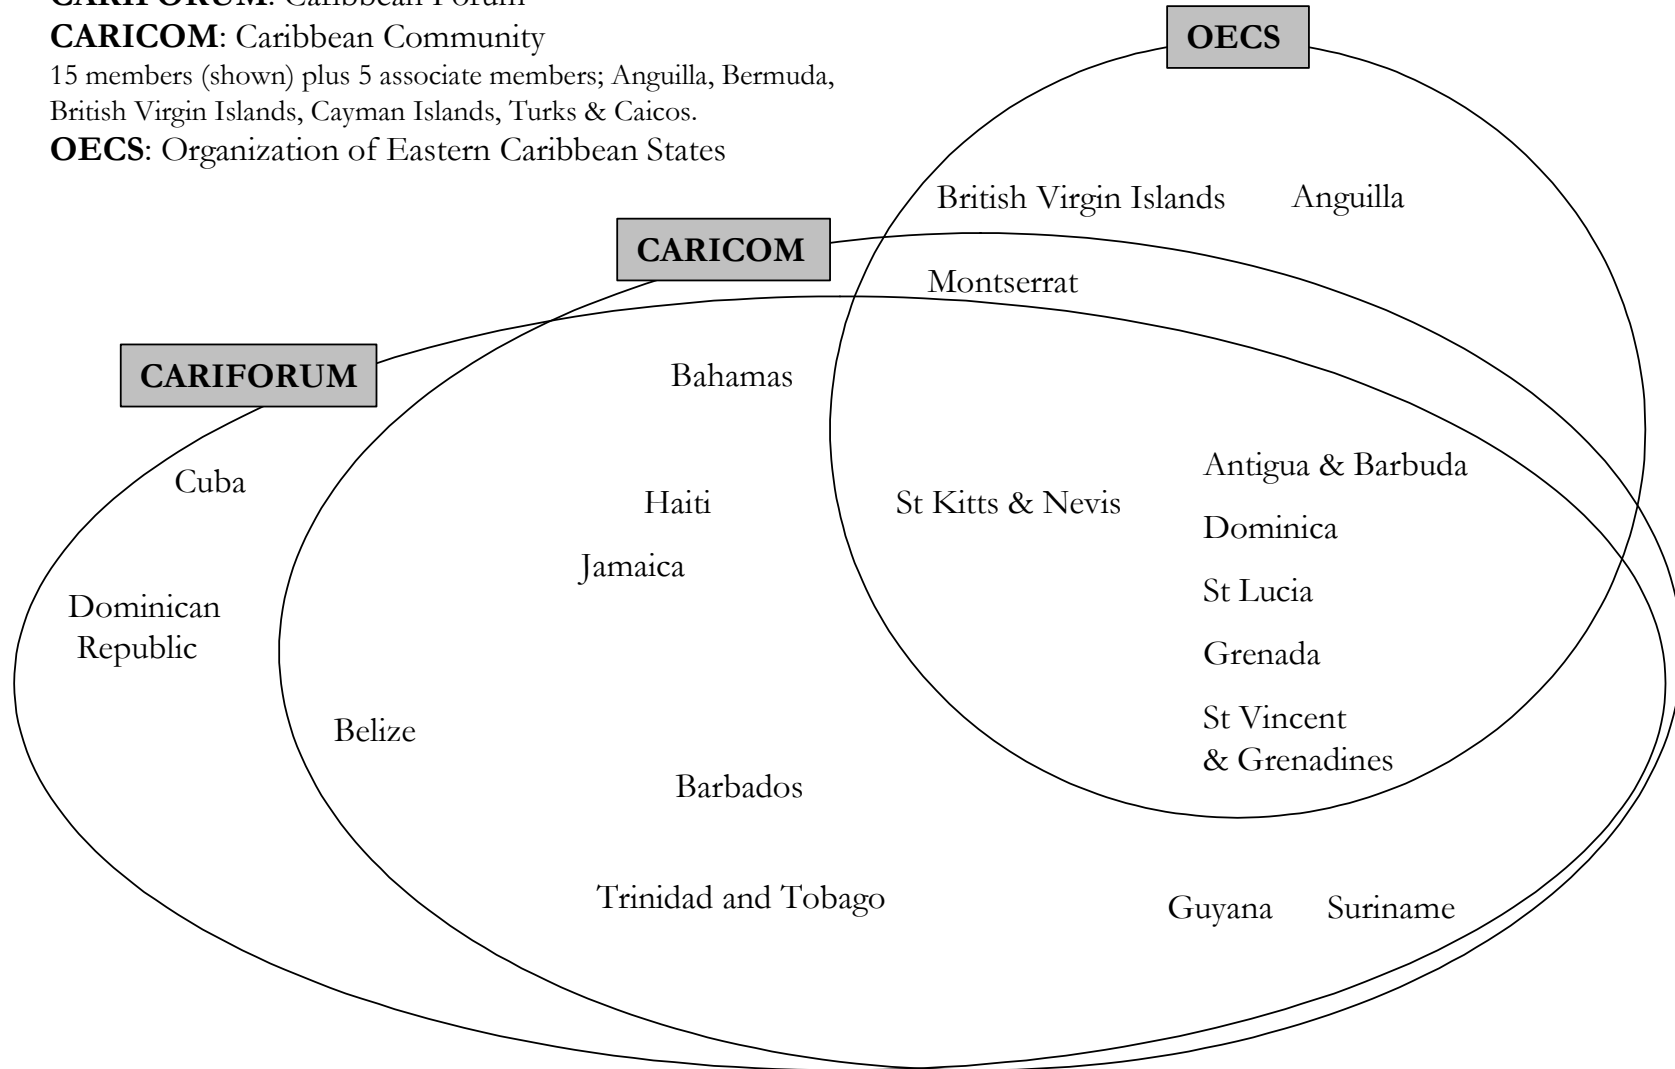 CARIFORUM: Caribbean Forum
CARICOM: Caribbean Community
15 members (shown) plus 5 associate members; Anguilla, Bermuda,
British Virgin Islands, Cayman Islands, Turks & Caicos.
OECS: Organization of Eastern Caribbean States
OECS
British Virgin Islands Anguilla
CARICOM
Montserrat
CARIFORUM
Bahamas
Cuba
Haiti
St Kitts & Nevis
Antigua & Barbuda
Dominica
Jamaica
St Lucia
Dominican
Republic
Grenada
St Vincent
& Grenadines
Belize
Barbados
Trinidad and Tobago
Guyana Suriname